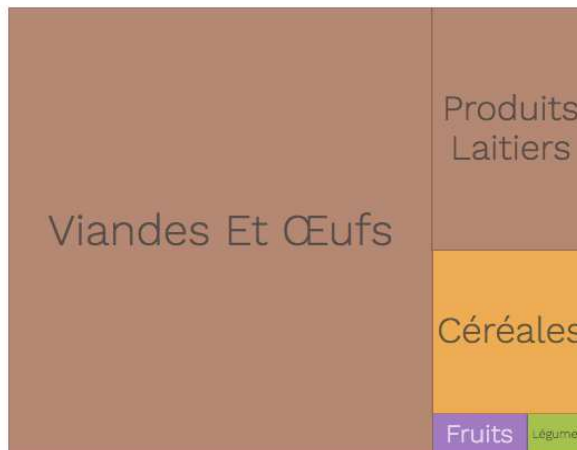 Viandes Et Œufs
Produits
Laitiers
Céréales
Fruits
Légume